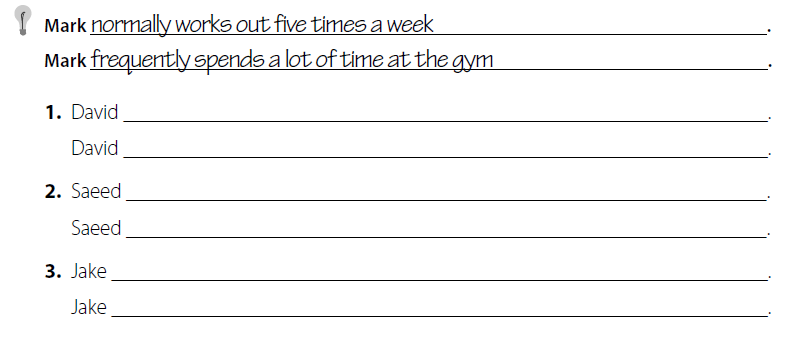 Mark normally works out five times a week.
Mark frequently spends a lot of time at the gym.
1. David .
David .
2. Saeed .
Saeed .
3. Jake .
Jake .